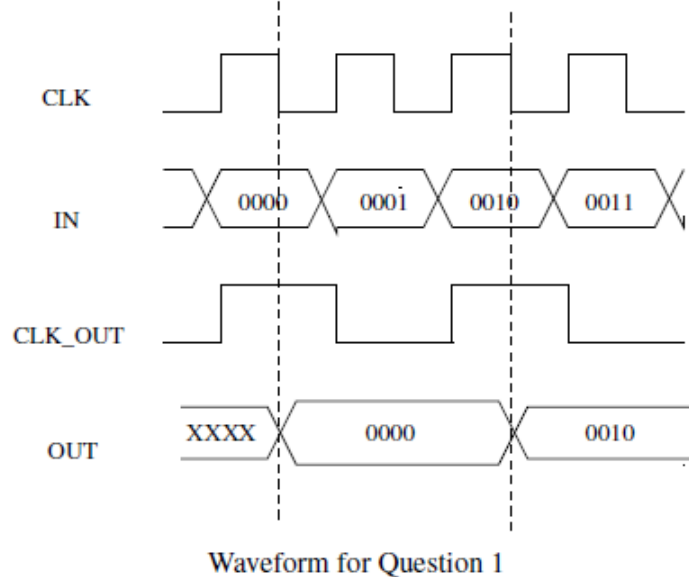 CLK
IN 0000 0001 0010 0011
CLK_OUT
OUT XXXX 0000 0010
Waveform for Question 1